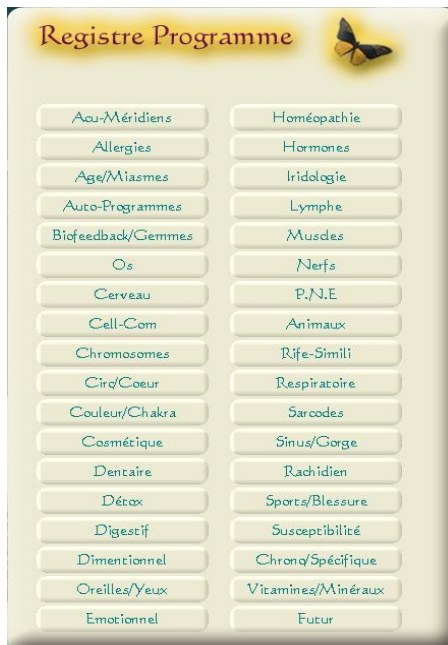 Registre Programme
Acu-Méridiens
Homéopathie
Allergies
Hormones
Age/Miasmes
Iridologie
Auto-Programmes
Lymphe
Biofeedback/Gemmes
Muscles
Os
Nerfs
Cerveau
P.N.E
Cell-Com
Animaux
Chromosomes
Rife-Simili
Circ/Coeur
Respiratoire
Couleur/Chakra
Sarcodes
Cosmétique
Sinus/Gorge
Dentaire
Rachidien
Détox
Sports/Blessure
Digestif
Susceptibilité
Dimentionnel
Chrono/Spécifique
Oreilles/Yeux
Vitamines/Minéraux
Emotionnel
Futur